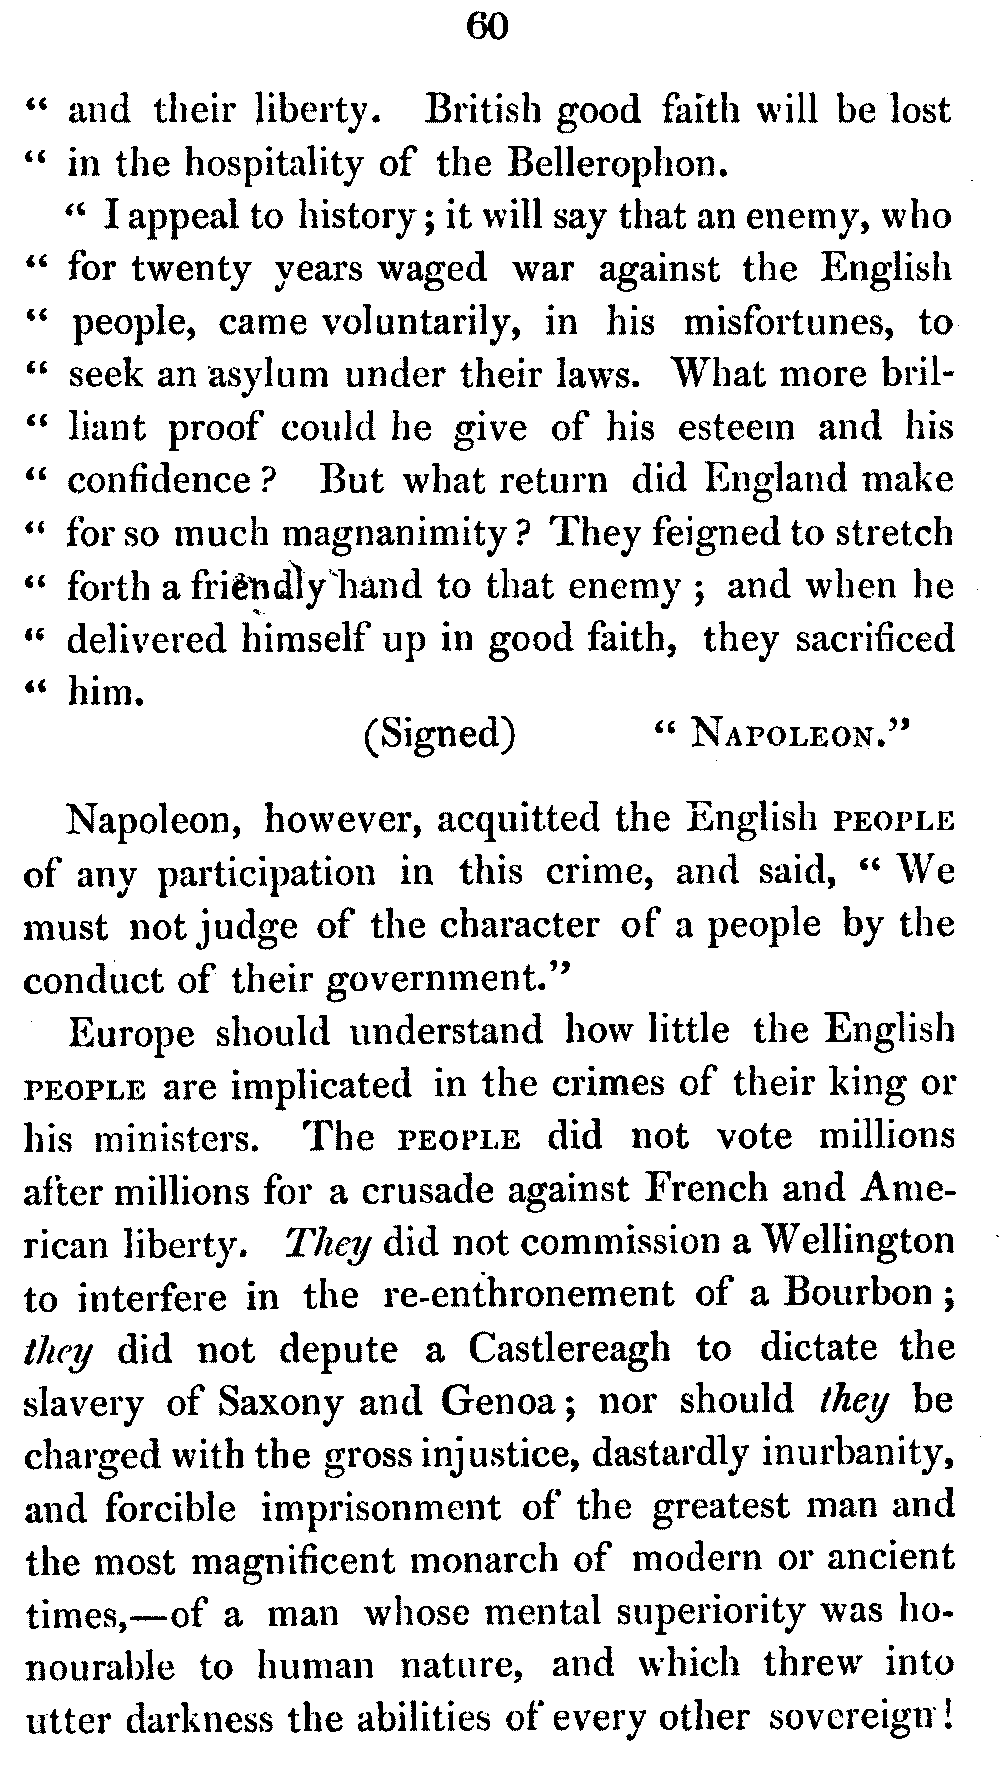 60
“ and their liberty. British good faith will be lost
“ in the hospitality of the Bellerophon.
“ I appeal to history; it will say that an enemy, who
“ for twenty years waged war against the English
“ people, came voluntarily, in his misfortunes, to
“ seek an asylum under their laws. What more bril-
“ liant proof could he give of his esteem and his
“ confidence? But what return did England make
“ for so much magnanimity? They feigned to stretch
“ forth a friendly hand to that enemy; and when he
“ delivered himself up in good faith, they sacrificed
“ him.
(Signed) “ NAPOLEON.”
Napoleon, however, acquitted the English PEOPLE
of any participation in this crime, and said, “ We
must not judge of the character of a people by the
conduct of their government.”
Europe should understand how little the English
PEOPLE are implicated in the crimes of their king or
his ministers. The PEOPLE did not vote millions
after millions for a crusade against French and Ame-
rican liberty. They did not commission a Wellington
to interfere in the re-enthronement of a Bourbon;
they did not depute a Castlereagh to dictate the
slavery of Saxony and Genoa; nor should they be
charged with the gross injustice, dastardly inurbanity,
and forcible imprisonment of the greatest man and
the most magnificent monarch of modern or ancient
times,—of a man whose mental superiority was ho-
nourable to human nature, and which threw into
utter darkness the abilities of every other sovereign!